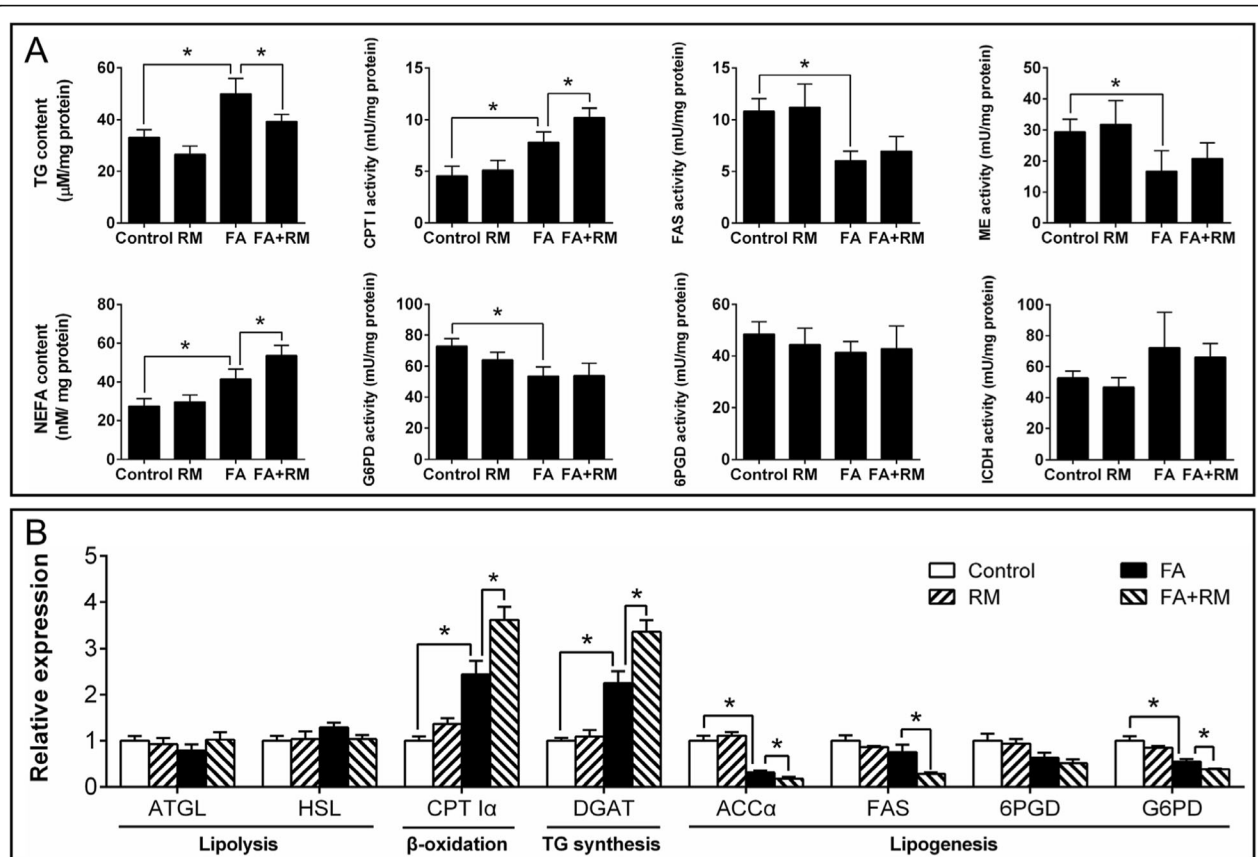 A
TG content
(μM/mg protein)
60
40
20
0
*
*
Control RM FA FA+RM
CPT I activity (mU/mg protein)
15
10
5
0
*
*
Control RM FA FA+RM
FAS activity (mU/mg protein)
15
10
5
0
*
Control RM FA FA+RM
ME activity (mU/mg protein)
50
40
30
20
10
0
*
Control RM FA FA+RM
NEFA content
(nM/ mg protein)
80
60
40
20
0
*
*
Control RM FA FA+RM
G6PD activity (mU/mg protein)
100
80
60
40
20
0
*
Control RM FA FA+RM
6PGD activity (mU/mg protein)
60
40
20
0
Control RM FA FA+RM
ICDH activity (mU/mg protein)
100
80
60
40
20
0
Control RM FA FA+RM
B
Relative expression
5
4
3
2
1
0
Control FA
RM FA+RM
*
*
*
*
*
*
*
*
*
ATGL HSL CPT Iα DGAT ACCα FAS 6PGD G6PD
Lipolysis β-oxidation TG synthesis Lipogenesis